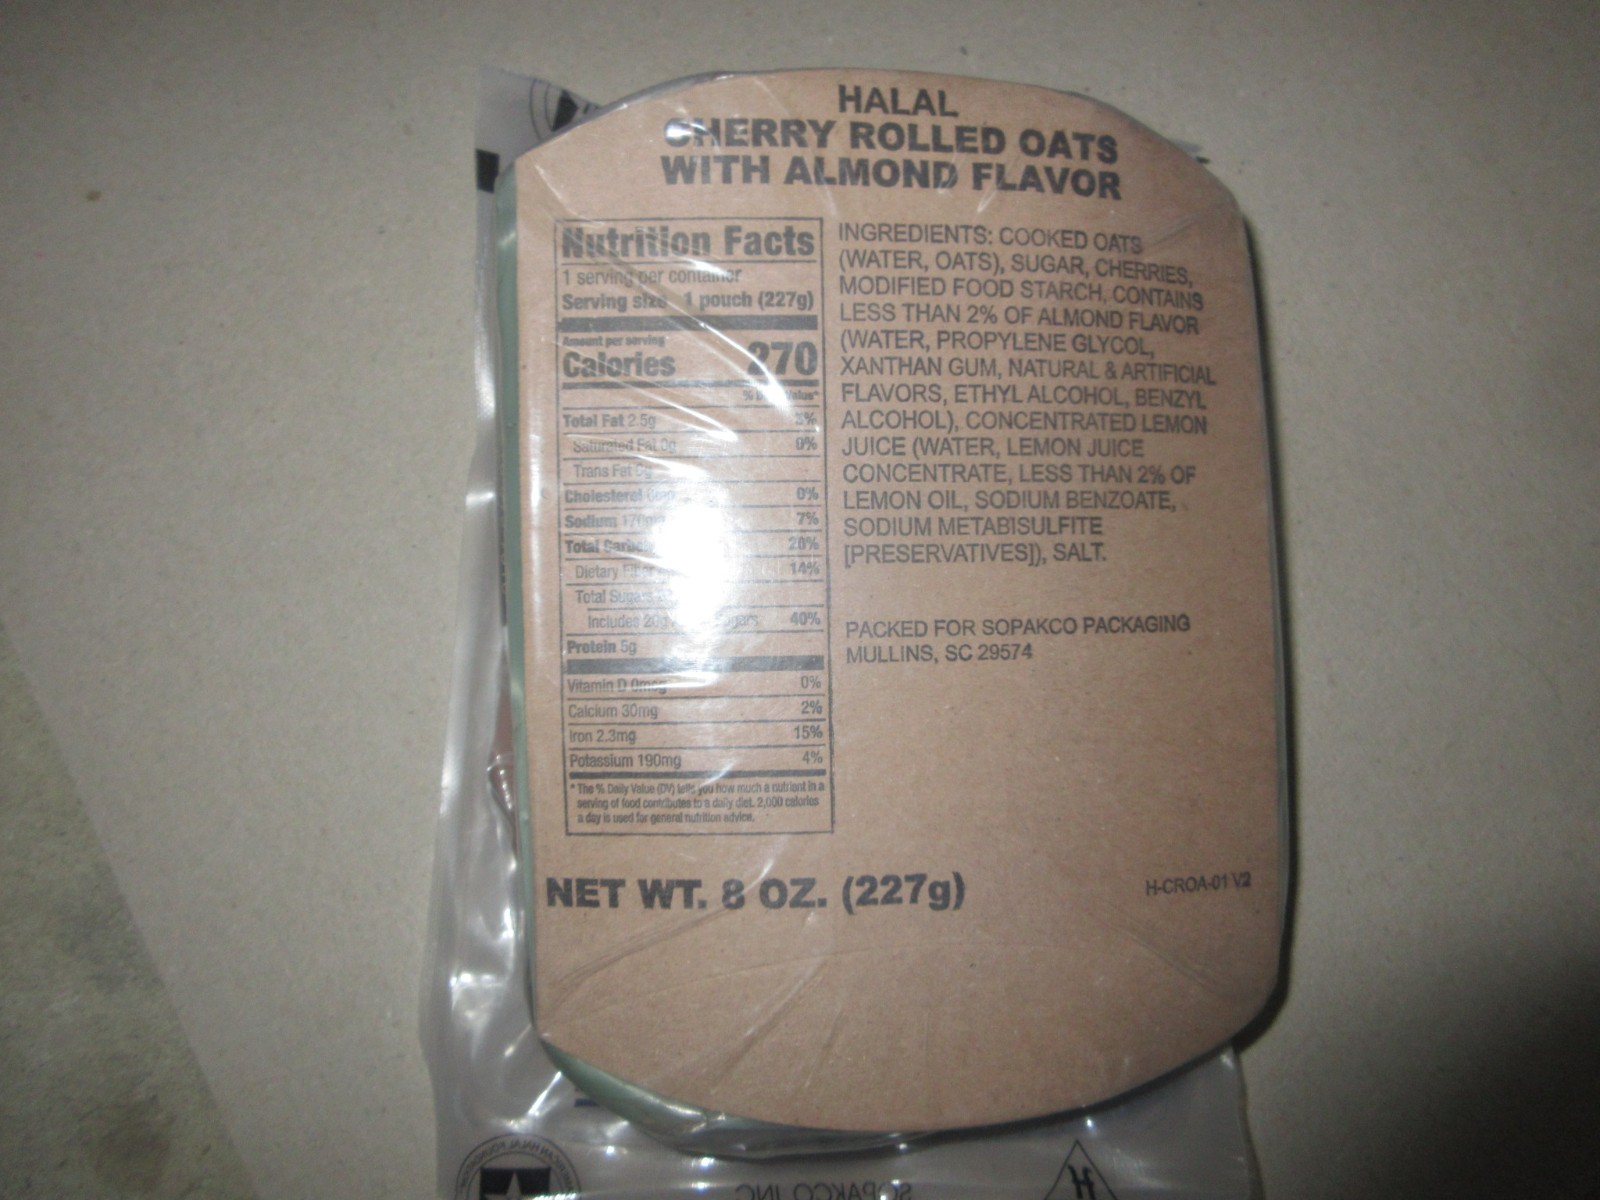 HALAL
CHERRY ROLLED OATS
WITH ALMOND FLAVOR
Nutrition Facts
1 serving per container
Serving size 1 pouch (227g)
Amount per serving
Calories 270
% Value*
Total Fat 2.5g 3%
Saturated Fat 0g 0%
Trans Fat 0g
Cholesterol 0%
Sodium 170mg 7%
Total 20%
Dietary 14%
Total Sugars
Includes 20g Sugars 40%
Protein 5g
Vitamin D 0mcg 0%
Calcium 30mg 2%
Iron 2.3mg 15%
Potassium 190mg 4%
* The % Daily Value (DV) tells you how much a nutrient in a
serving of food contributes to a daily diet. 2,000 calories
a day is used for general nutrition advice.
INGREDIENTS: COOKED OATS
(WATER, OATS), SUGAR, CHERRIES,
MODIFIED FOOD STARCH, CONTAINS
LESS THAN 2% OF ALMOND FLAVOR
(WATER, PROPYLENE GLYCOL,
XANTHAN GUM, NATURAL & ARTIFICIAL
FLAVORS, ETHYL ALCOHOL, BENZYL
ALCOHOL), CONCENTRATED LEMON
JUICE (WATER, LEMON JUICE
CONCENTRATE, LESS THAN 2% OF
LEMON OIL, SODIUM BENZOATE,
SODIUM METABISULFITE
[PRESERVATIVES]), SALT.
PACKED FOR SOPAKCO PACKAGING
MULLINS, SC 29574
NET WT. 8 OZ. (227g)
H-CROA-01 V2
AMERICAN HALAL FOUNDATION
SOPAKCO INC
H